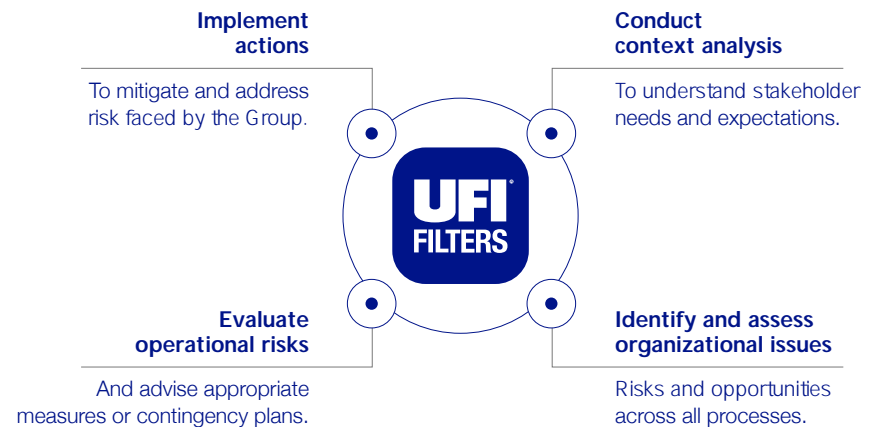 Implement
actions
To mitigate and address
risk faced by the Group.
Conduct
context analysis
To understand stakeholder
needs and expectations.
UFI
FILTERS
Evaluate
operational risks
And advise appropriate
measures or contingency plans.
Identify and assess
organizational issues
Risks and opportunities
across all processes.